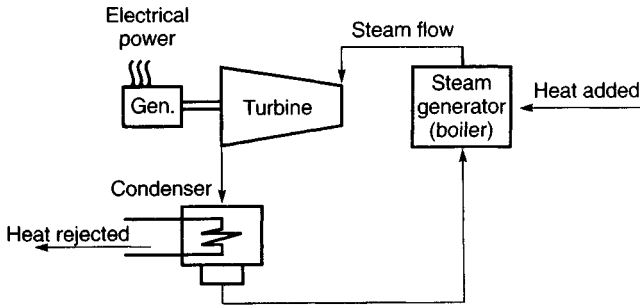 Electrical
power
Steam flow
Gen.
Turbine
Steam
generator
(boiler)
Heat added
Condenser
Heat rejected